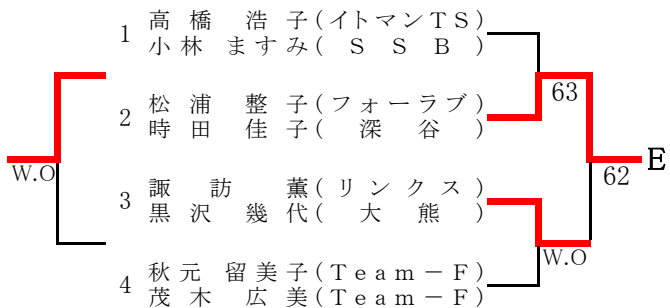 1 高橋 浩子(イトマンTS)
小林 ますみ(SSB)
63
2 松浦 整子(フォーラブ)
時田 佳子(深谷)
W.O
62 E
3 諏訪 薫(リンクス)
黒沢 幾代(大熊)
W.O
4 秋元 留美子(Team-F)
茂木 広美(Team-F)